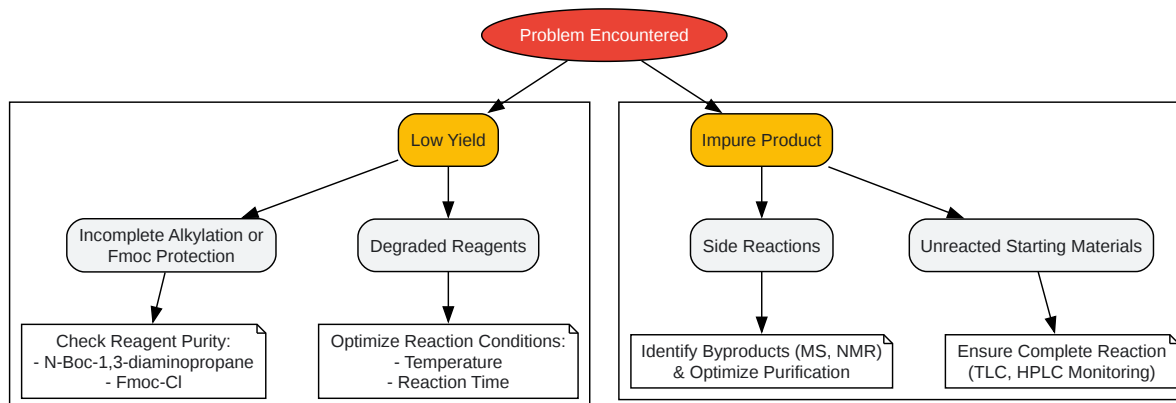 Problem Encountered
Low Yield
Impure Product
Incomplete Alkylation or
Fmoc Protection
Degraded Reagents
Side Reactions
Unreacted Starting Materials
Check Reagent Purity:
- N-Boc-1,3-diaminopropane
- Fmoc-Cl
Optimize Reaction Conditions:
- Temperature
- Reaction Time
Identify Byproducts (MS, NMR)
& Optimize Purification
Ensure Complete Reaction
(TLC, HPLC Monitoring)